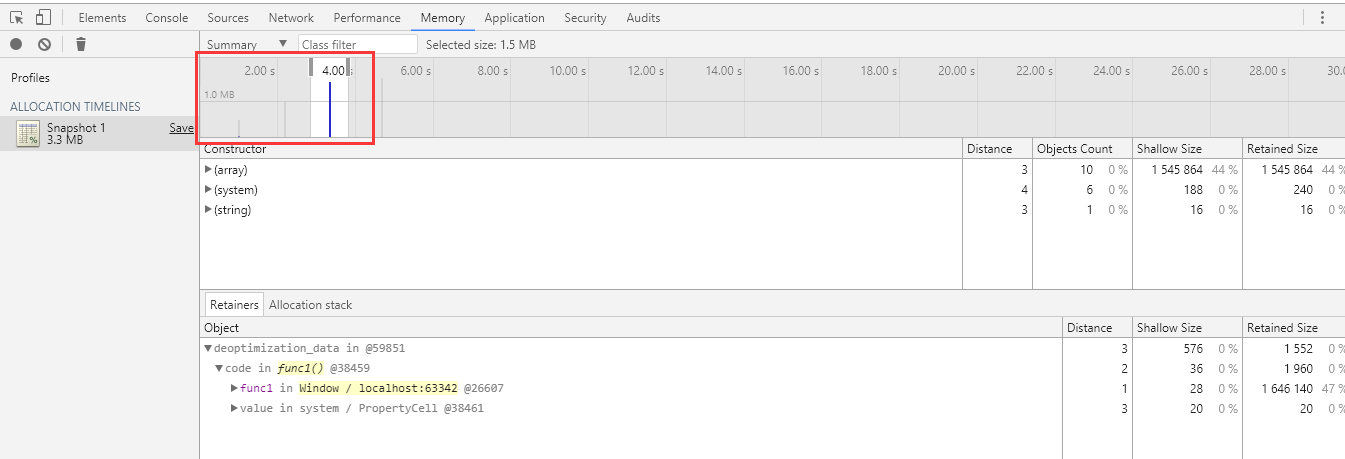 Elements Console Sources Network Performance Memory Application Security Audits
Summary ▼ Class filter Selected size: 1.5 MB
Profiles
ALLOCATION TIMELINES
Snapshot 1 Save
3.3 MB
2.00 s 4.00 s 6.00 s 8.00 s 10.00 s 12.00 s 14.00 s 16.00 s 18.00 s 20.00 s 22.00 s 24.00 s 26.00 s 28.00 s 30.0
1.0 MB
Constructor Distance Objects Count Shallow Size Retained Size
(array) 3 10 0 % 1 545 864 44 % 1 545 864 44 %
(system) 4 6 0 % 188 0 % 240 0 %
(string) 3 1 0 % 16 0 % 16 0 %
Retainers Allocation stack
Object Distance Shallow Size Retained Size
deoptimization_data in @59851 3 576 0 % 1 552 0 %
code in func1() @38459 2 36 0 % 1 960 0 %
func1 in Window / localhost:63342 @26607 1 28 0 % 1 646 140 47 %
value in system / PropertyCell @38461 3 20 0 % 20 0 %